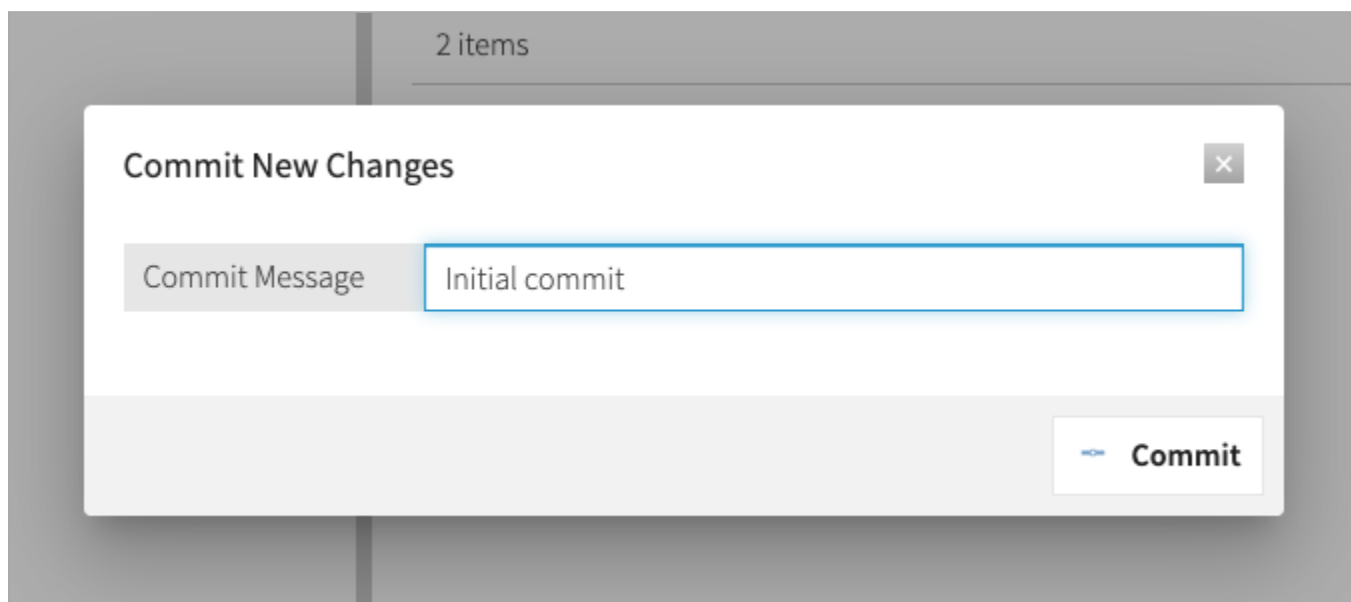 2 items
Commit New Changes
Commit Message
Initial commit
Commit